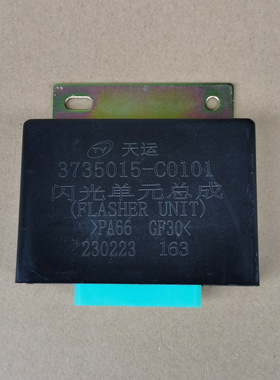 天运
3735015-C0101
闪光单元总成
(FLASHER UNIT)
>PA66 GF30<
230223 163